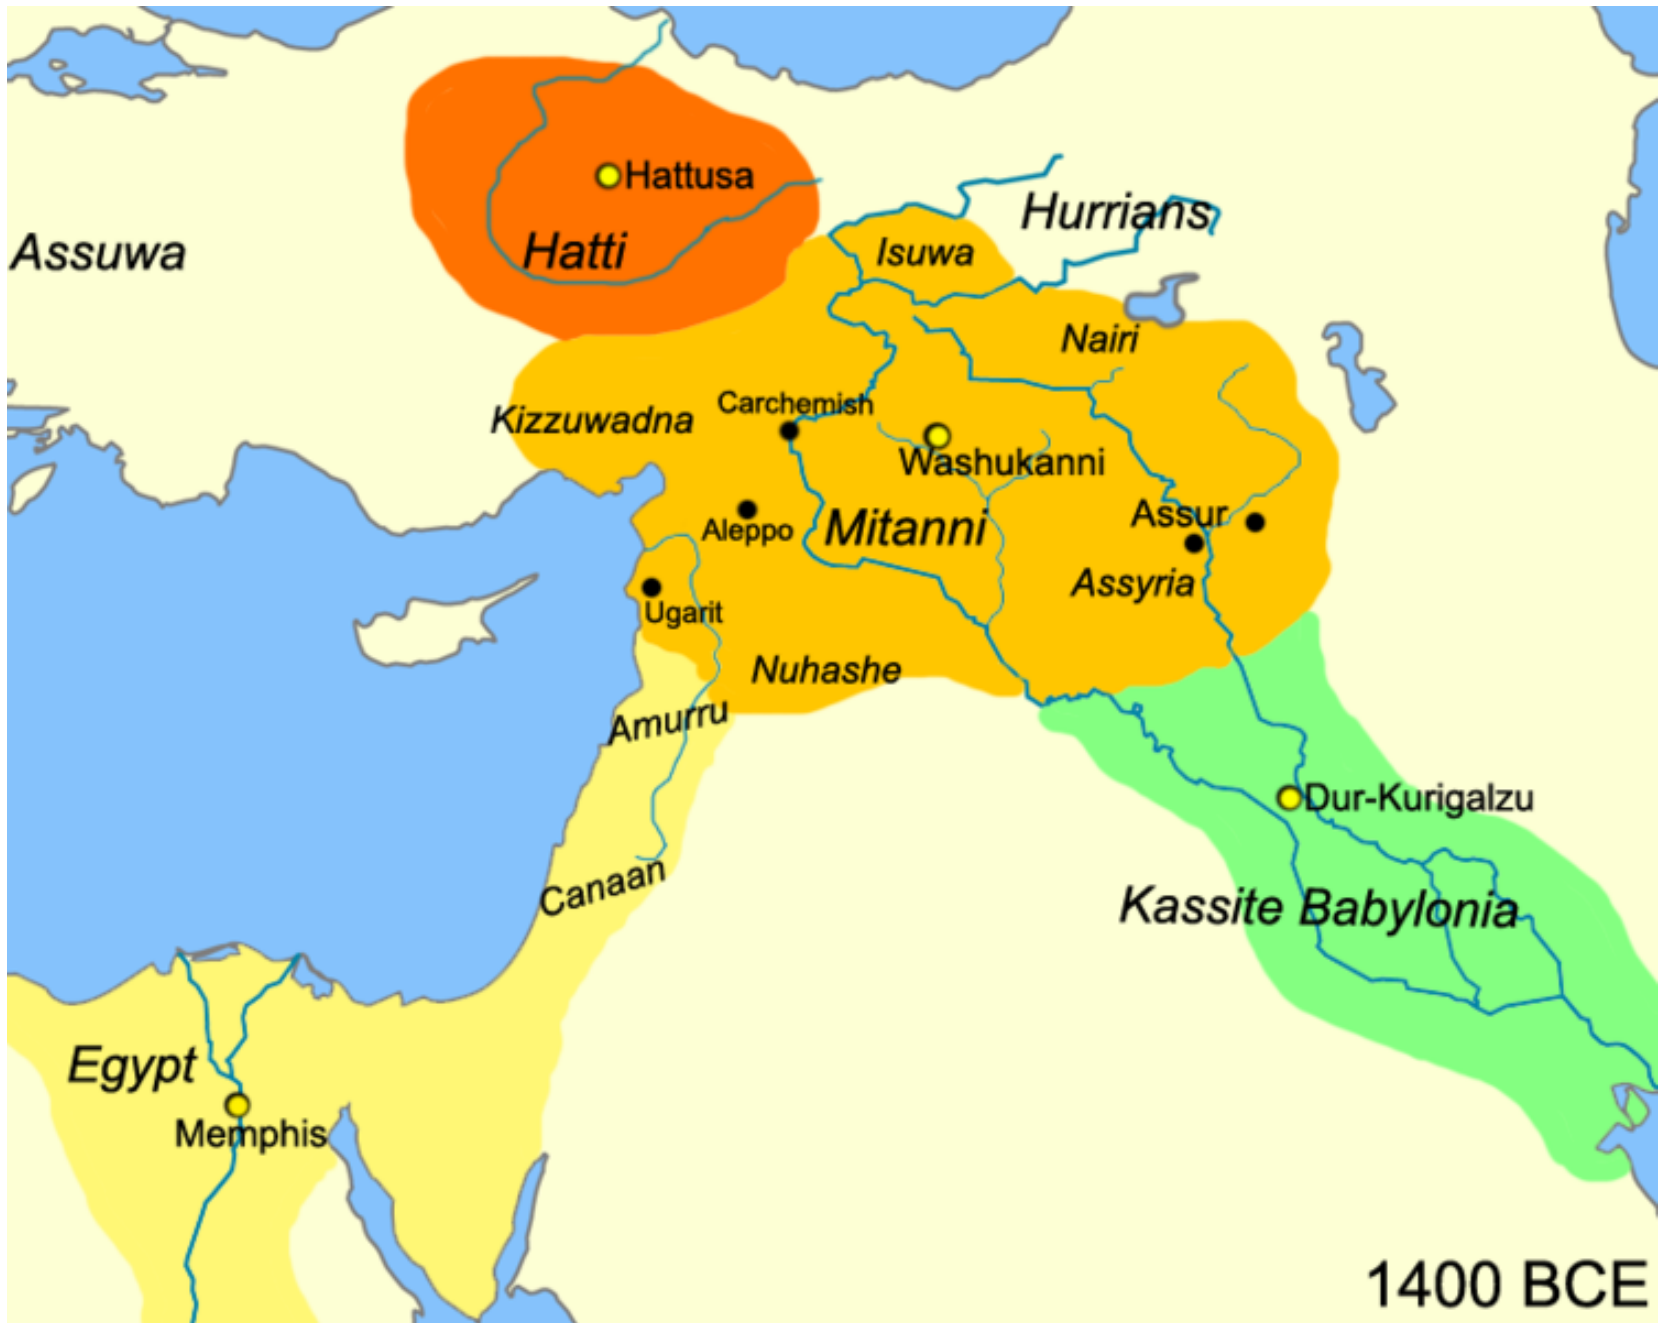 Hattusa
Hurrians
Assuwa
Hatti
Isuwa
Nairi
Carchemish
Kizzuwadna
Washukanni
Assur
Aleppo
Mitanni
Assyria
Ugarit
Nuhashe
Amurru
Dur-Kurigalzu
Canaan
Kassite Babylonia
Egypt
Memphis
1400 BCE